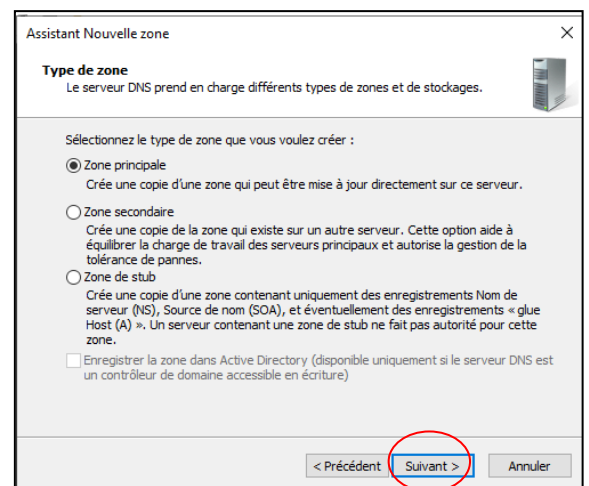 Assistant Nouvelle zone
Type de zone
Le serveur DNS prend en charge différents types de zones et de stockages.
Sélectionnez le type de zone que vous voulez créer :
Zone principale
Crée une copie d'une zone qui peut être mise à jour directement sur ce serveur.
Zone secondaire
Crée une copie de la zone qui existe sur un autre serveur. Cette option aide à
équilibrer la charge de travail des serveurs principaux et autorise la gestion de la
tolérance de pannes.
Zone de stub
Crée une copie d'une zone contenant uniquement des enregistrements Nom de
serveur (NS), Source de nom (SOA), et éventuellement des enregistrements « glue
Host (A) ». Un serveur contenant une zone de stub ne fait pas autorité pour cette
zone.
Enregistrer la zone dans Active Directory (disponible uniquement si le serveur DNS est
un contrôleur de domaine accessible en écriture)
< Précédent Suivant > Annuler